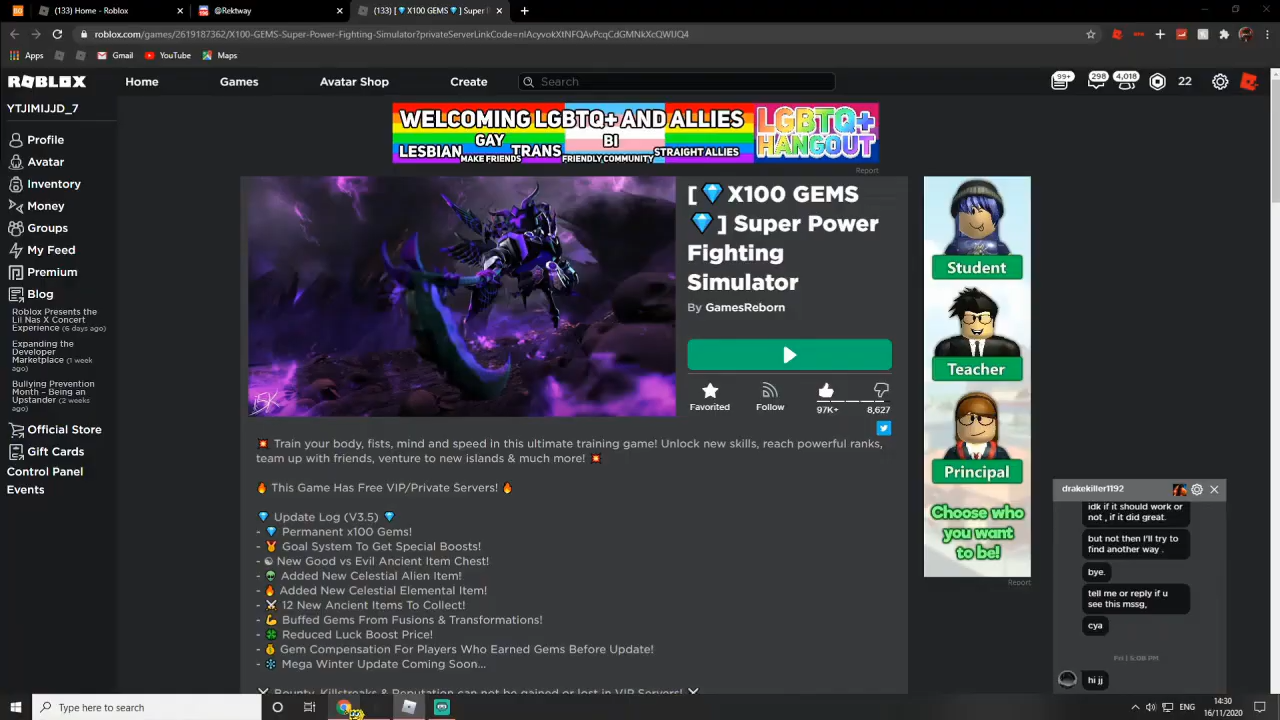 (133) Home - Roblox
@Rektway
(133) [💎X100 GEMS💎] Super P
roblox.com/games/2619187362/X100-GEMS-Super-Power-Fighting-Simulator?privateServerLinkCode=
Apps
Gmail
YouTube
Maps
ROBLOX
Home
Games
Avatar Shop
Create
Search
99+
298
4,018
22
YTJIMIJJD_7
Profile
Avatar
Inventory
Money
Groups
My Feed
Premium
Blog
Roblox Presents the
Lil Nas X Concert
Experience (6 days ago)
Expanding the
Developer
Marketplace (1 week
ago)
Bullying Prevention
Month – Being an
Upstander (2 weeks
ago)
Official Store
Gift Cards
Control Panel
Events
WELCOMING LGBTQ+ AND ALLIES
GAY BI
LESBIAN TRANS STRAIGHT ALLIES
MAKE FRIENDS FRIENDLY COMMUNITY
LGBTQ+
HANGOUT
Report
[💎X100 GEMS
💎] Super Power
Fighting
Simulator
By GamesReborn
Favorited
Follow
97K+
8,627
💥 Train your body, fists, mind and speed in this ultimate training game! Unlock new skills, reach powerful ranks,
team up with friends, venture to new islands & much more! 💥
🔥 This Game Has Free VIP/Private Servers! 🔥
💎 Update Log (V3.5) 💎
- 💎 Permanent x100 Gems!
- 🏅 Goal System To Get Special Boosts!
- ☯ New Good vs Evil Ancient Item Chest!
- 👽 Added New Celestial Alien Item!
- 🔥 Added New Celestial Elemental Item!
- ⚔ 12 New Ancient Items To Collect!
- 💪 Buffed Gems From Fusions & Transformations!
- 🍀 Reduced Luck Boost Price!
- 💰 Gem Compensation For Players Who Earned Gems Before Update!
- ❄ Mega Winter Update Coming Soon...
⚔ Bounty, Killstreaks & Reputation can not be gained or lost in VIP Servers! ⚔
Student
Teacher
Principal
Choose who
you want
to be!
Report
drakekiller1192
idk if it should work or
not , if it did great.
but not then I'll try to
find another way .
bye.
tell me or reply if u
see this mssg,
cya
Fri | 5:09 PM
hi jj
Type here to search
ENG
14:30
16/11/2020